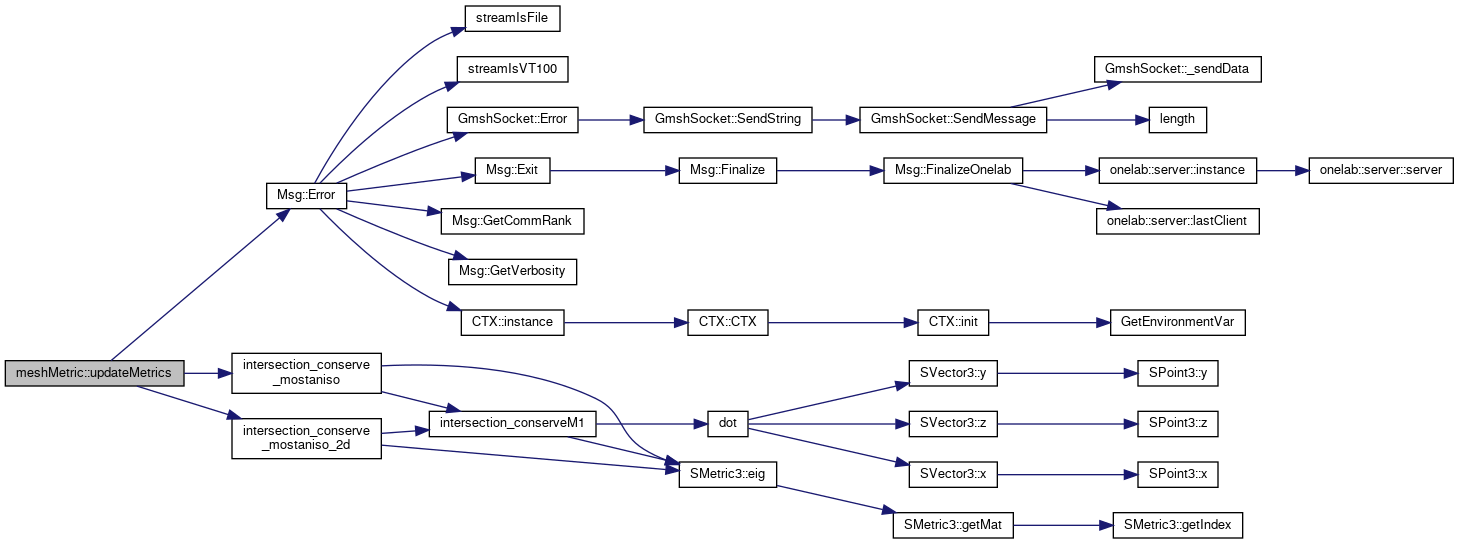 streamIsFile
streamIsVT100
GmshSocket::_sendData
GmshSocket::Error
GmshSocket::SendString
GmshSocket::SendMessage
length
Msg::Exit
Msg::Finalize
Msg::FinalizeOnelab
onelab::server::instance
onelab::server::server
Msg::Error
Msg::GetCommRank
onelab::server::lastClient
Msg::GetVerbosity
CTX::instance
CTX::CTX
CTX::init
GetEnvironmentVar
meshMetric::updateMetrics
intersection_conserve
_mostaniso
SVector3::y
SPoint3::y
intersection_conserve
_mostaniso_2d
intersection_conserveM1
dot
SVector3::z
SPoint3::z
SMetric3::eig
SVector3::x
SPoint3::x
SMetric3::getMat
SMetric3::getIndex